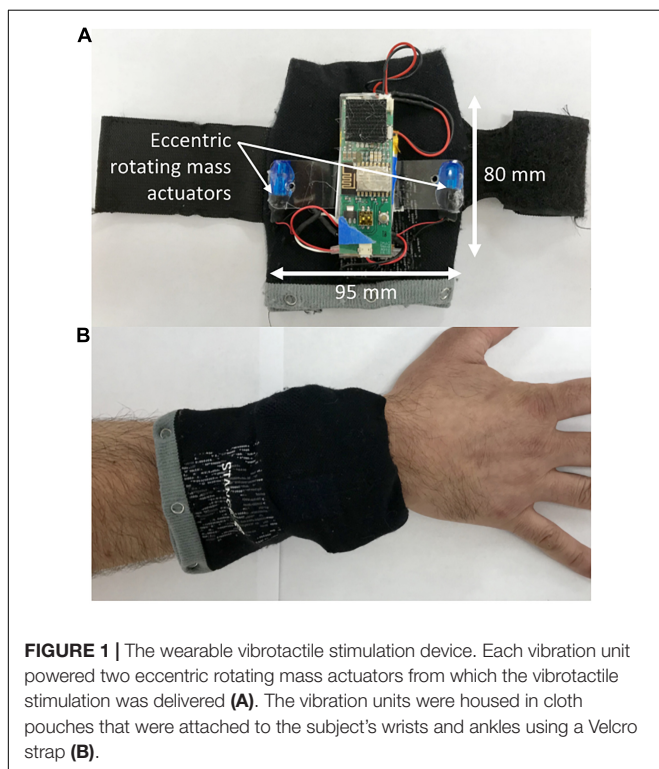 A
Eccentric
rotating mass
actuators
80 mm
95 mm
B
FIGURE 1 | The wearable vibrotactile stimulation device. Each vibration unit
powered two eccentric rotating mass actuators from which the vibrotactile
stimulation was delivered (A). The vibration units were housed in cloth
pouches that were attached to the subject's wrists and ankles using a Velcro
strap (B).